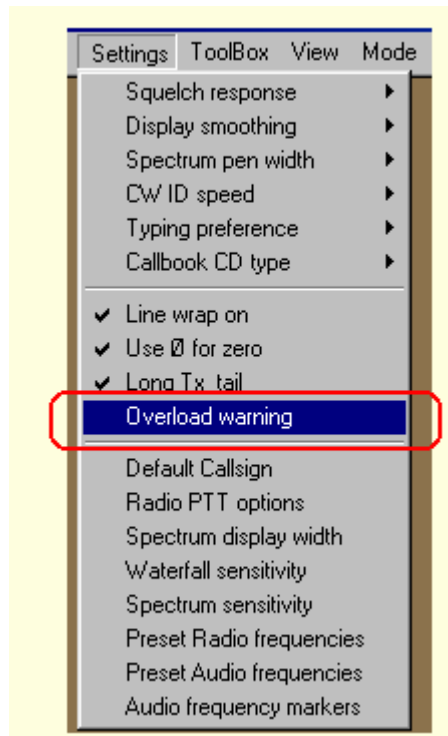 Settings ToolBox View Mode
Squelch response
Display smoothing
Spectrum pen width
CW ID speed
Typing preference
Callbook CD type
Line wrap on
Use Ø for zero
Long Tx tail
Overload warning
Default Callsign
Radio PTT options
Spectrum display width
Waterfall sensitivity
Spectrum sensitivity
Preset Radio frequencies
Preset Audio frequencies
Audio frequency markers